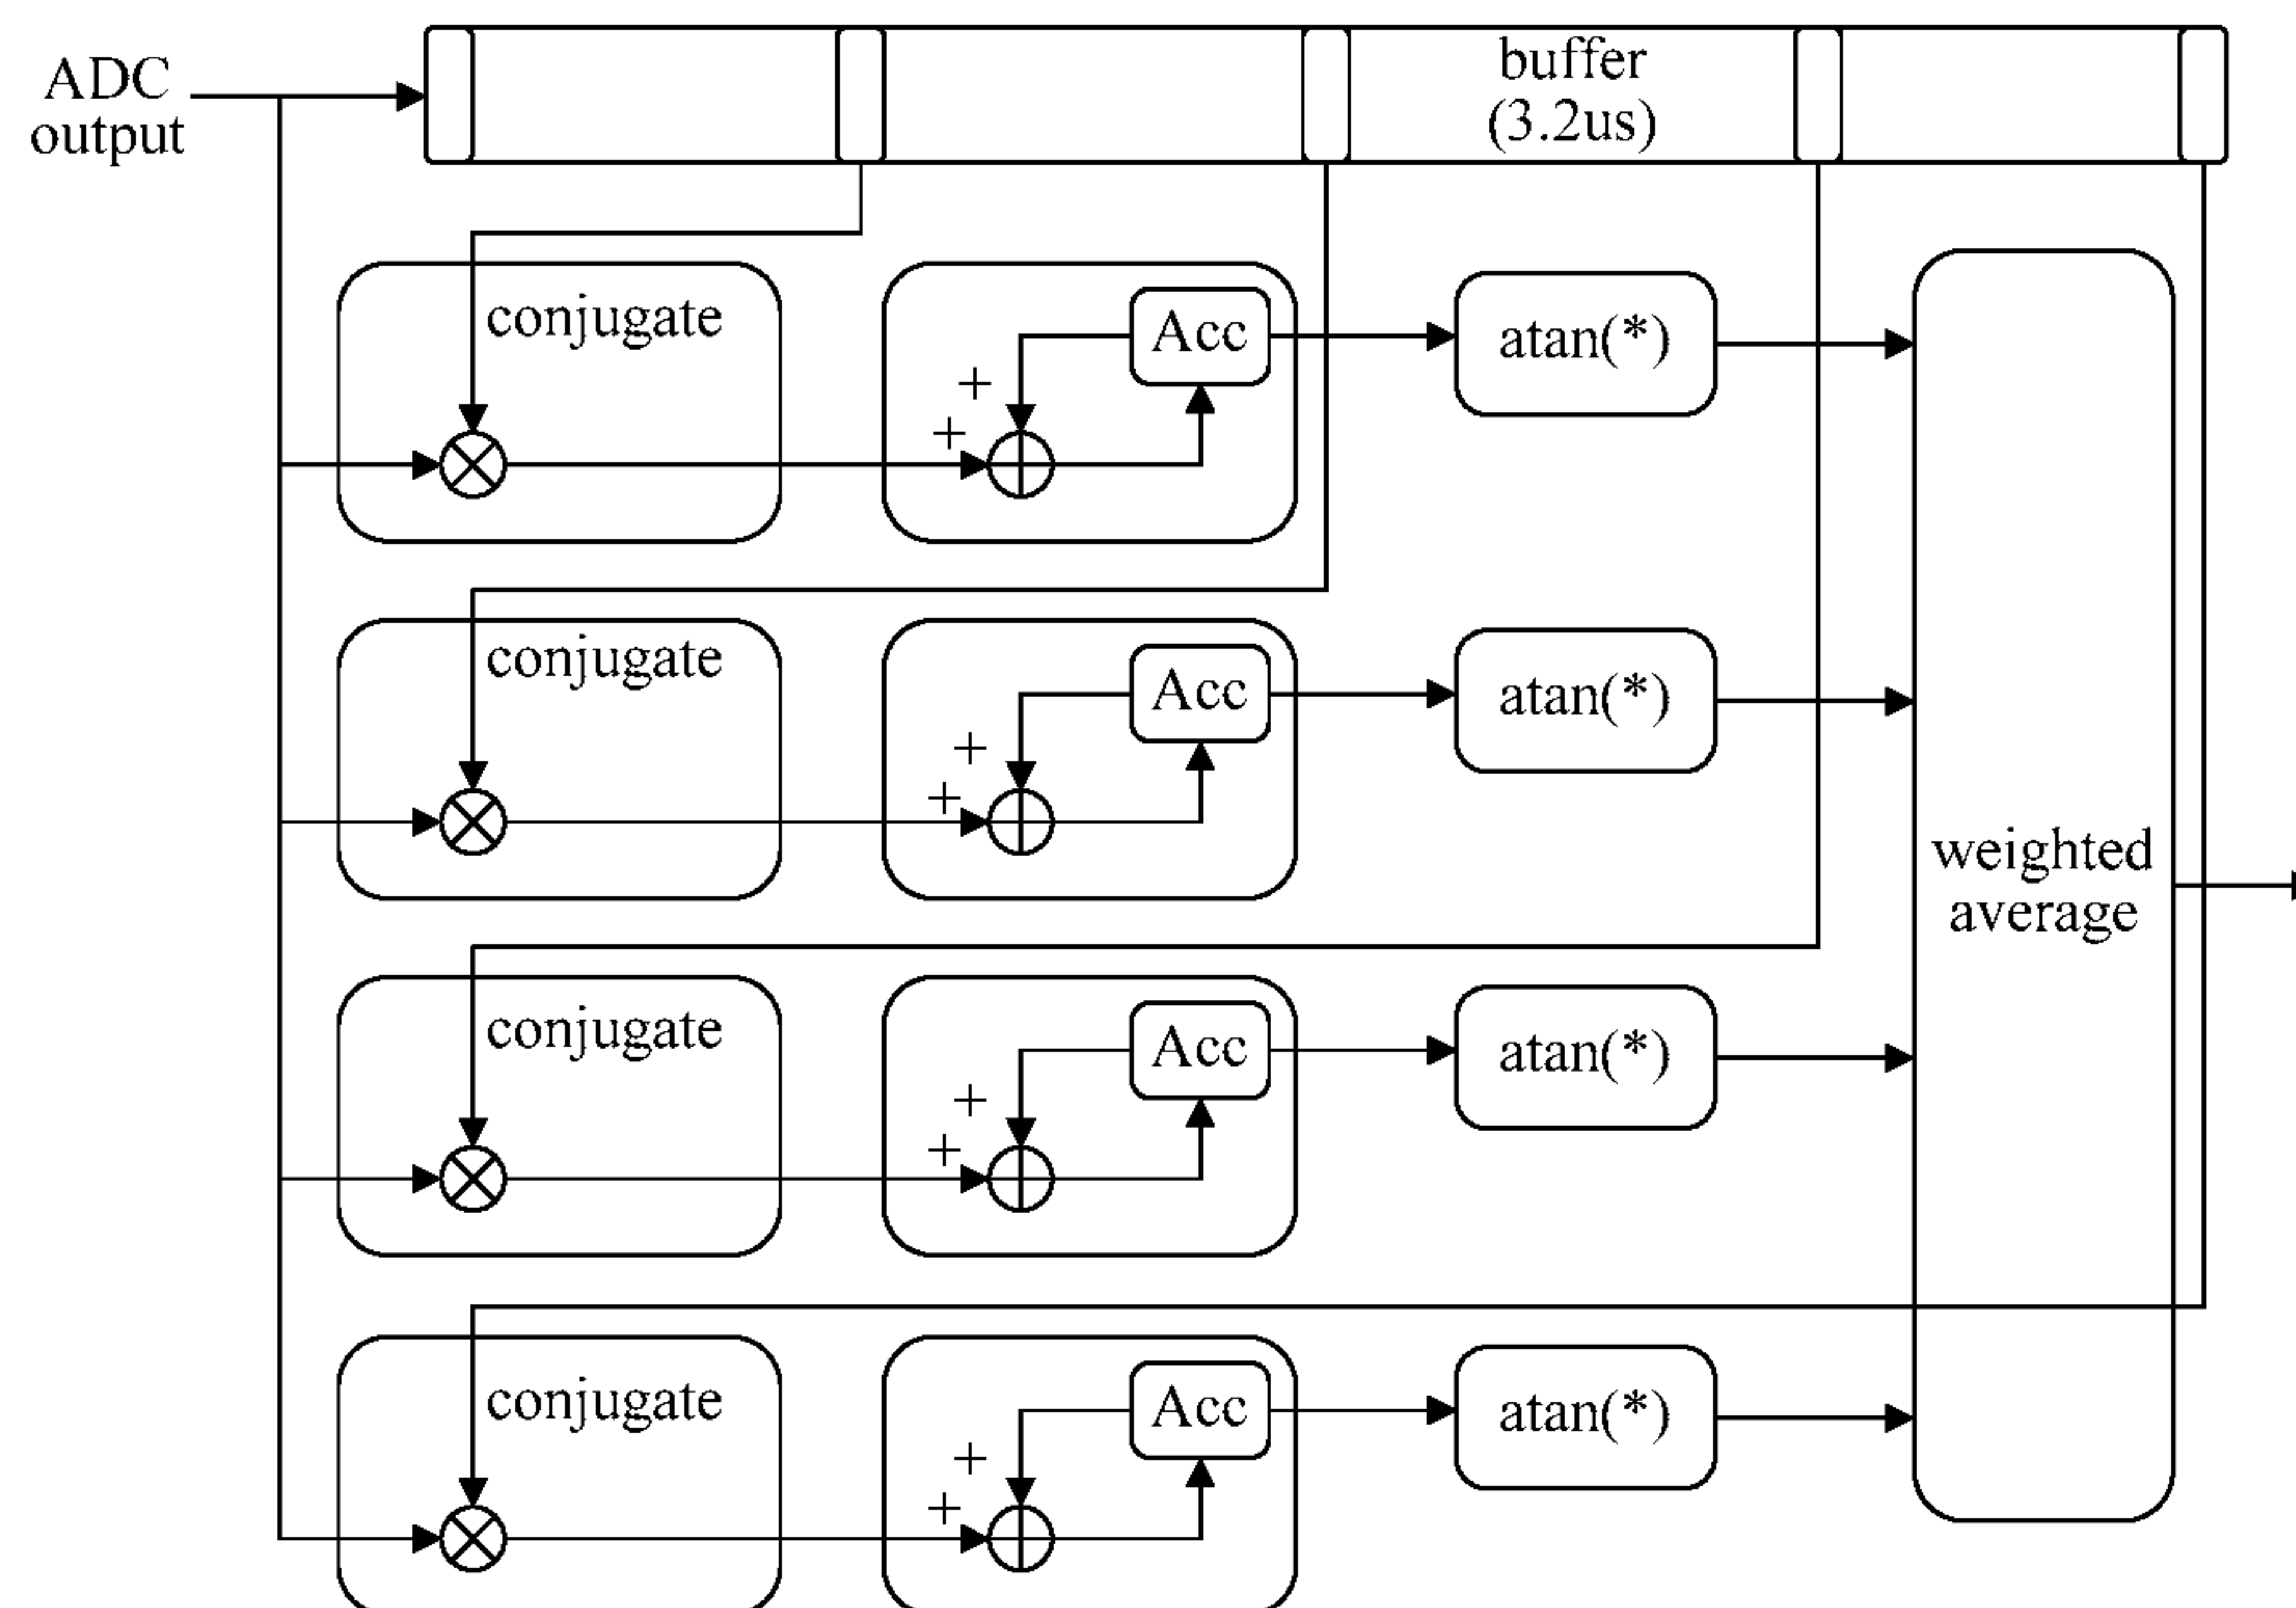 ADC
output
buffer
(3.2us)
conjugate
Acc
atan(*)
+
+
conjugate
Acc
atan(*)
+
+
weighted
average
conjugate
Acc
atan(*)
+
+
conjugate
Acc
atan(*)
+
+